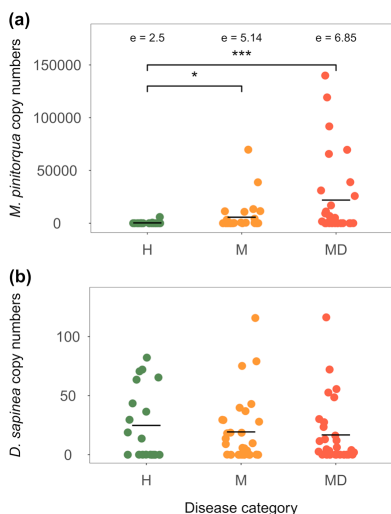 (a)
e = 2.5 e = 5.14 e = 6.85
***
*
M. pinitorqua copy numbers
150000
100000
50000
0
H M MD
(b)
D. sapinea copy numbers
100
50
0
H M MD
Disease category